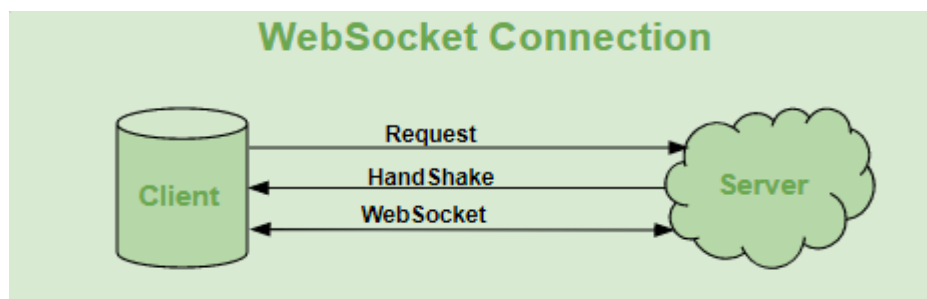 WebSocket Connection
Request
HandShake
Client
Server
WebSocket